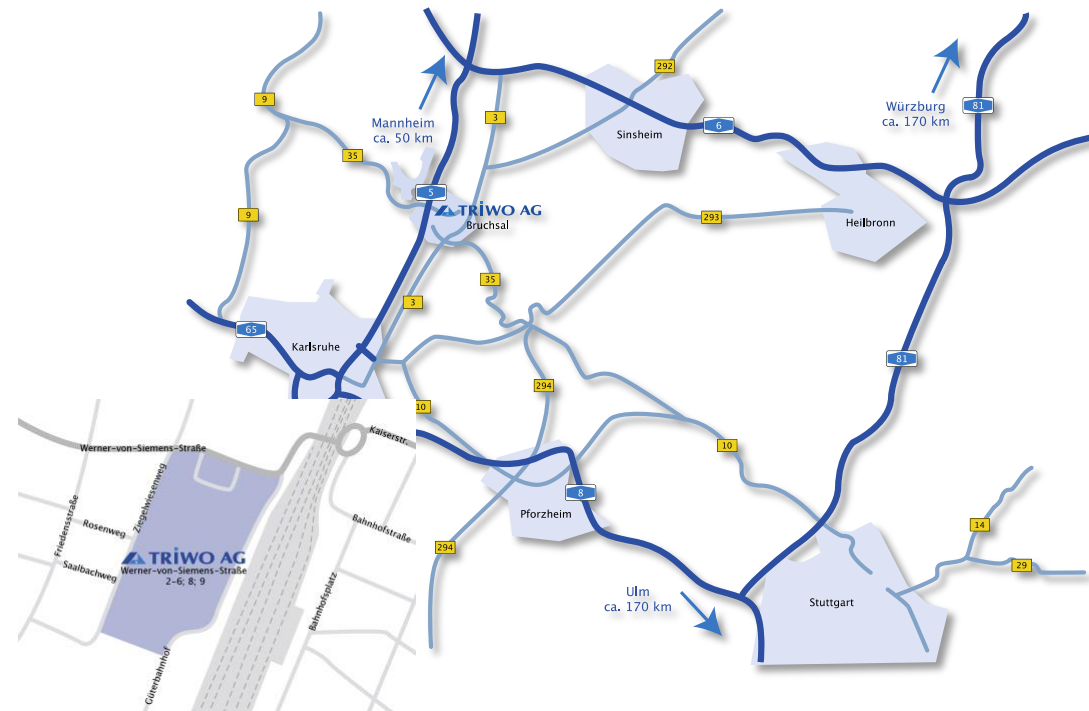 292
9
Würzburg
ca. 170 km
81
3
Mannheim
ca. 50 km
6
Sinsheim
35
5
TRIWO AG
Bruchsal
9
293
Heilbronn
35
3
65
Karlsruhe
81
294
10
10
Kaiserstr.
Werner-von-Siemens-Straße
Ziegelwiesenweg
8
Pforzheim
Friedensstraße
Rosenweg
Bahnhofstraße
14
294
TRIWO AG
Werner-von-Siemens-Straße
2-6; 8; 9
Saalbachweg
29
Ulm
ca. 170 km
Stuttgart
Bahnhofsplatz
Güterbahnhof